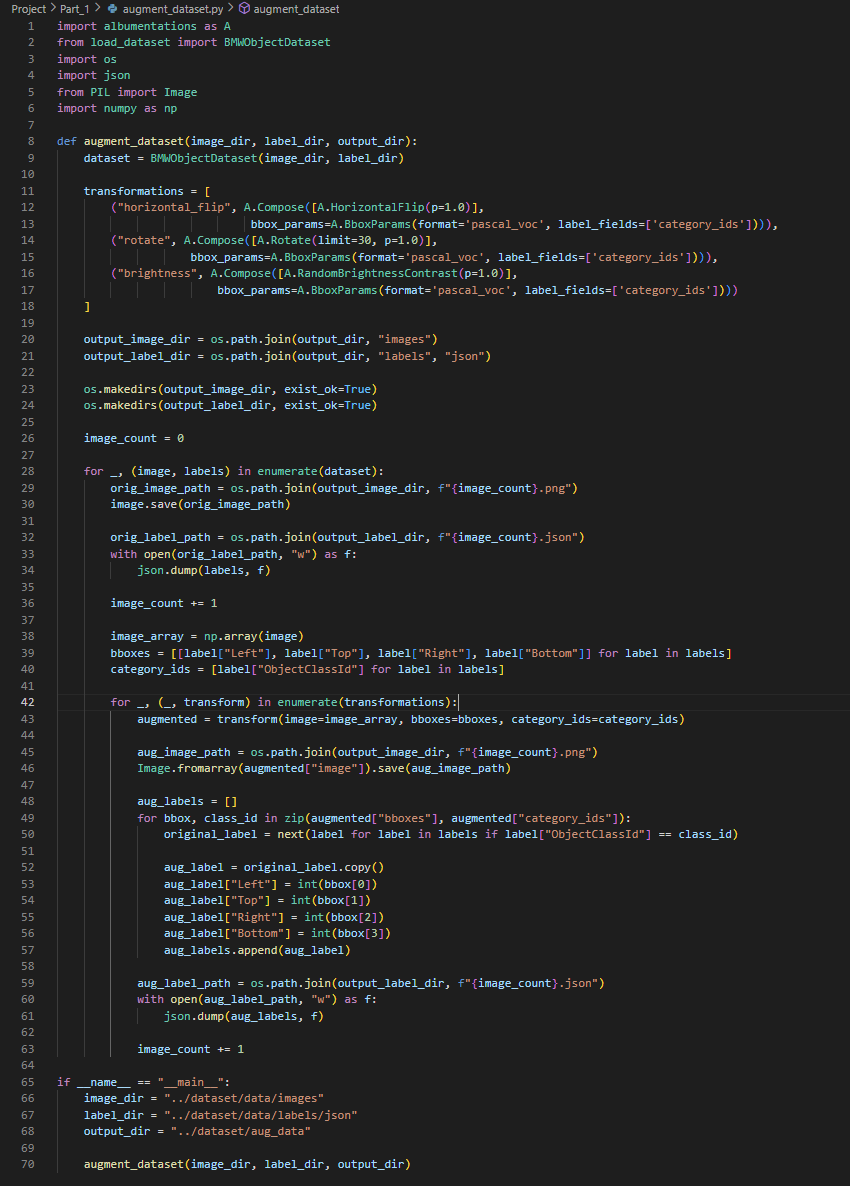 Project > Part_1 > augment_dataset.py > augment_dataset
1 import albumentations as A
2 from load_dataset import BMWObjectDataset
3 import os
4 import json
5 from PIL import Image
6 import numpy as np
7
8 def augment_dataset(image_dir, label_dir, output_dir):
9     dataset = BMWObjectDataset(image_dir, label_dir)
10
11     transformations = [
12         ("horizontal_flip", A.Compose([A.HorizontalFlip(p=1.0)],
13                              bbox_params=A.BboxParams(format='pascal_voc', label_fields=['category_ids']))),
14         ("rotate", A.Compose([A.Rotate(limit=30, p=1.0)],
15                     bbox_params=A.BboxParams(format='pascal_voc', label_fields=['category_ids']))),
16         ("brightness", A.Compose([A.RandomBrightnessContrast(p=1.0)],
17                         bbox_params=A.BboxParams(format='pascal_voc', label_fields=['category_ids'])))
18     ]
19
20     output_image_dir = os.path.join(output_dir, "images")
21     output_label_dir = os.path.join(output_dir, "labels", "json")
22
23     os.makedirs(output_image_dir, exist_ok=True)
24     os.makedirs(output_label_dir, exist_ok=True)
25
26     image_count = 0
27
28     for _, (image, labels) in enumerate(dataset):
29         orig_image_path = os.path.join(output_image_dir, f"{image_count}.png")
30         image.save(orig_image_path)
31
32         orig_label_path = os.path.join(output_label_dir, f"{image_count}.json")
33         with open(orig_label_path, "w") as f:
34             json.dump(labels, f)
35
36         image_count += 1
37
38         image_array = np.array(image)
39         bboxes = [[label["Left"], label["Top"], label["Right"], label["Bottom"]] for label in labels]
40         category_ids = [label["ObjectClassId"] for label in labels]
41
42         for _, (_, transform) in enumerate(transformations):
43             augmented = transform(image=image_array, bboxes=bboxes, category_ids=category_ids)
44
45             aug_image_path = os.path.join(output_image_dir, f"{image_count}.png")
46             Image.fromarray(augmented["image"]).save(aug_image_path)
47
48             aug_labels = []
49             for bbox, class_id in zip(augmented["bboxes"], augmented["category_ids"]):
50                 original_label = next(label for label in labels if label["ObjectClassId"] == class_id)
51
52                 aug_label = original_label.copy()
53                 aug_label["Left"] = int(bbox[0])
54                 aug_label["Top"] = int(bbox[1])
55                 aug_label["Right"] = int(bbox[2])
56                 aug_label["Bottom"] = int(bbox[3])
57                 aug_labels.append(aug_label)
58
59             aug_label_path = os.path.join(output_label_dir, f"{image_count}.json")
60             with open(aug_label_path, "w") as f:
61                 json.dump(aug_labels, f)
62
63             image_count += 1
64
65 if __name__ == "__main__":
66     image_dir = "../dataset/data/images"
67     label_dir = "../dataset/data/labels/json"
68     output_dir = "../dataset/aug_data"
69
70     augment_dataset(image_dir, label_dir, output_dir)